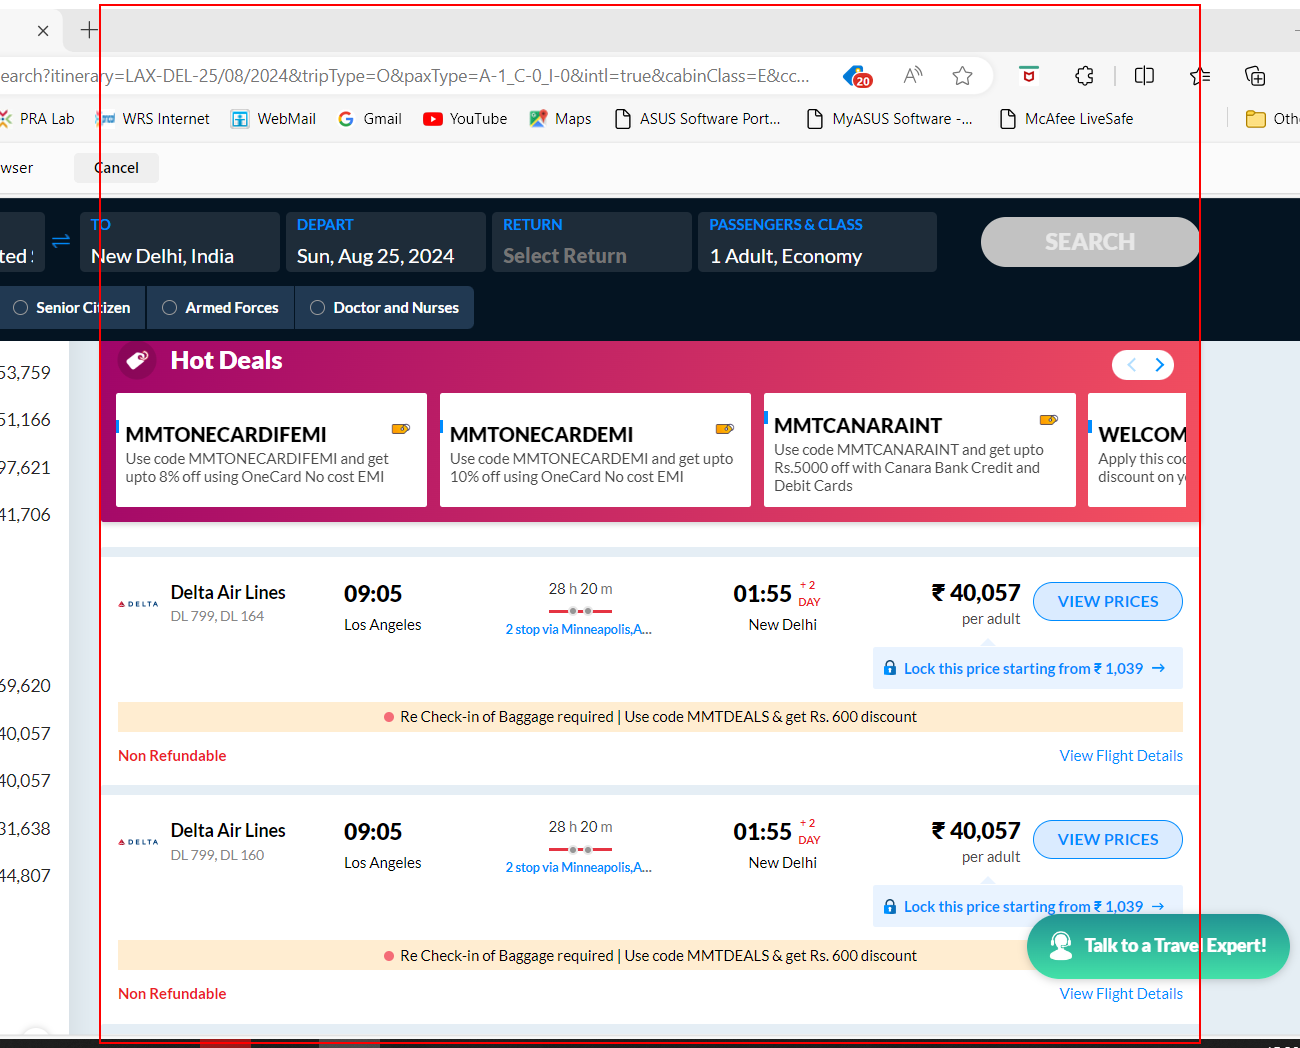 earch?itinerary=LAX-DEL-25/08/2024&tripType=O&paxType=A-1_C-0_I-0&intl=true&cabinClass=E&cc...
20
PRA Lab
WRS Internet
WebMail
Gmail
YouTube
Maps
ASUS Software Port...
MyASUS Software -...
McAfee LiveSafe
Oth
wser
Cancel
TO
DEPART
RETURN
PASSENGERS & CLASS
ted S
New Delhi, India
Sun, Aug 25, 2024
Select Return
1 Adult, Economy
SEARCH
Senior Citizen
Armed Forces
Doctor and Nurses
53,759
51,166
97,621
41,706
69,620
40,057
40,057
31,638
44,807
Hot Deals
MMTONECARDIFEMI
Use code MMTONECARDIFEMI and get
upto 8% off using OneCard No cost EMI
MMTONECARDEMI
Use code MMTONECARDEMI and get upto
10% off using OneCard No cost EMI
MMTCANARAINT
Use code MMTCANARAINT and get upto
Rs.5000 off with Canara Bank Credit and
Debit Cards
WELCOM
Apply this coc
discount on y
DELTA
Delta Air Lines
DL 799, DL 164
09:05
Los Angeles
28 h 20 m
2 stop via Minneapolis,A...
01:55
+ 2
DAY
New Delhi
₹ 40,057
per adult
VIEW PRICES
Lock this price starting from ₹ 1,039 →
Re Check-in of Baggage required | Use code MMTDEALS & get Rs. 600 discount
Non Refundable
View Flight Details
DELTA
Delta Air Lines
DL 799, DL 160
09:05
Los Angeles
28 h 20 m
2 stop via Minneapolis,A...
01:55
+ 2
DAY
New Delhi
₹ 40,057
per adult
VIEW PRICES
Lock this price starting from ₹ 1,039 →
Re Check-in of Baggage required | Use code MMTDEALS & get Rs. 600 discount
Talk to a Travel Expert!
Non Refundable
View Flight Details